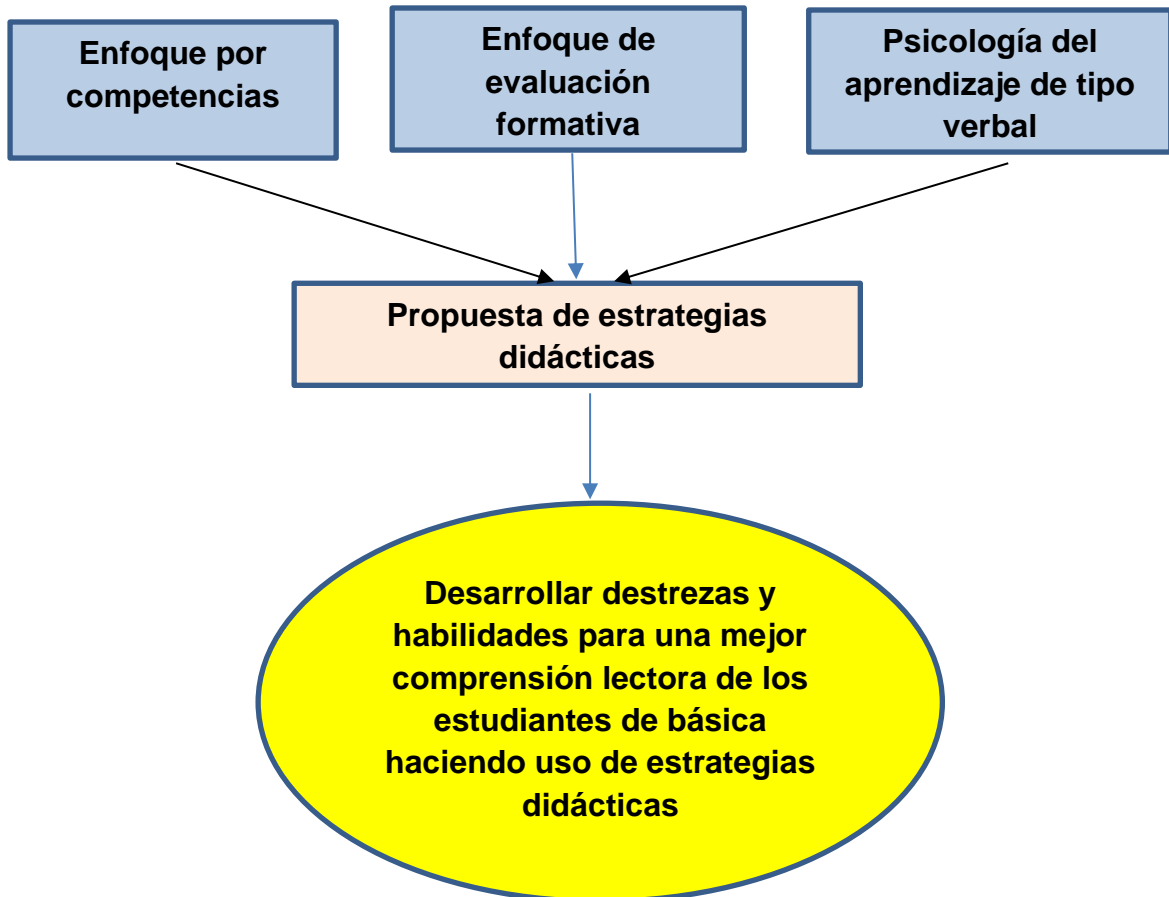 Enfoque por
competencias
Enfoque de
evaluación
formativa
Psicología del
aprendizaje de tipo
verbal
Propuesta de estrategias
didácticas
Desarrollar destrezas y
habilidades para una mejor
comprensión lectora de los
estudiantes de básica
haciendo uso de estrategias
didácticas